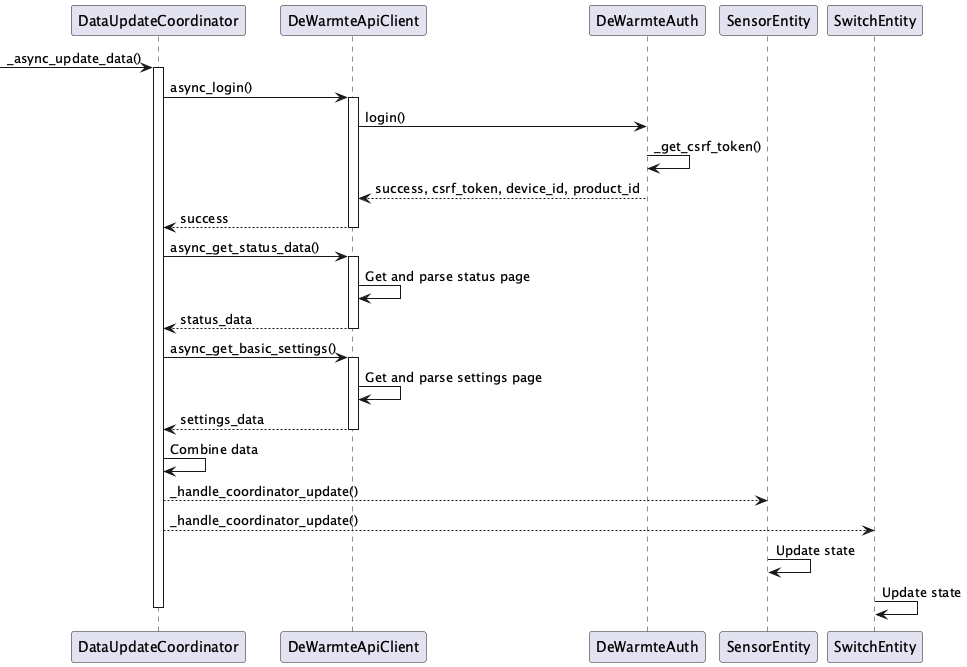 DataUpdateCoordinator
DeWarmteApiClient
DeWarmteAuth
SensorEntity
SwitchEntity
_async_update_data()
async_login()
login()
_get_csrf_token()
success, csrf_token, device_id, product_id
success
async_get_status_data()
Get and parse status page
status_data
async_get_basic_settings()
Get and parse settings page
settings_data
Combine data
_handle_coordinator_update()
_handle_coordinator_update()
Update state
Update state
DataUpdateCoordinator
DeWarmteApiClient
DeWarmteAuth
SensorEntity
SwitchEntity